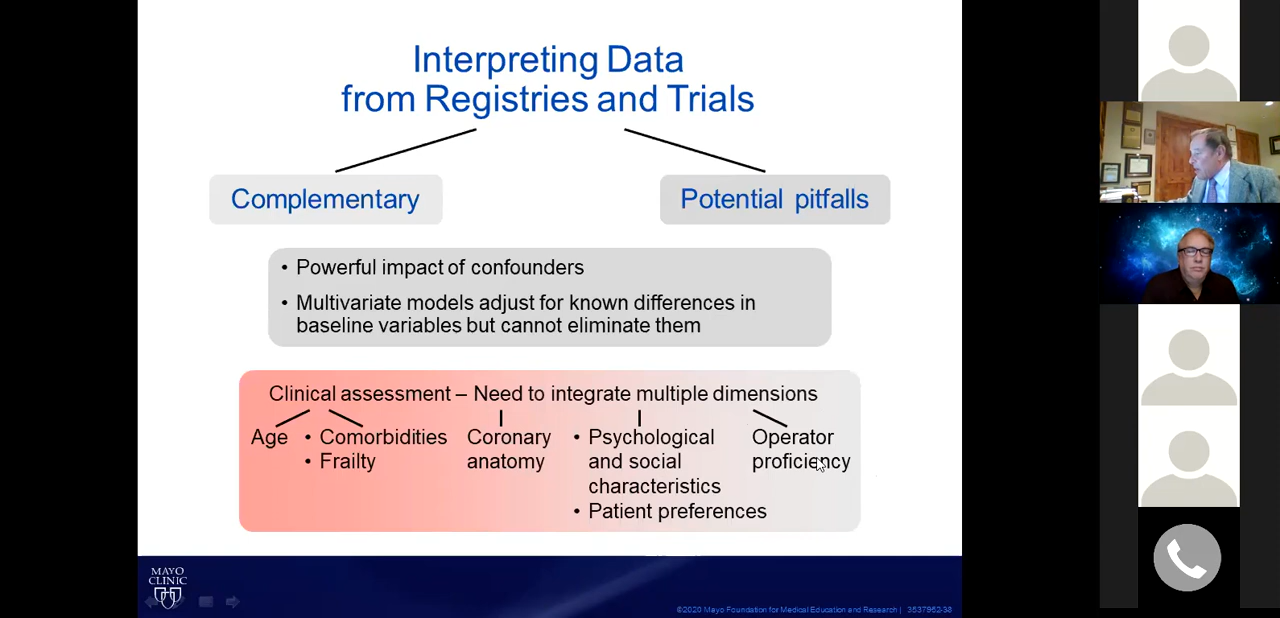 Interpreting Data
from Registries and Trials
Complementary
Potential pitfalls
• Powerful impact of confounders
• Multivariate models adjust for known differences in
baseline variables but cannot eliminate them
Clinical assessment – Need to integrate multiple dimensions
Age
• Comorbidities
• Frailty
Coronary
anatomy
• Psychological
and social
characteristics
• Patient preferences
Operator
proficiency
MAYO
CLINIC
©2020 Mayo Foundation for Medical Education and Research | 3837962-38